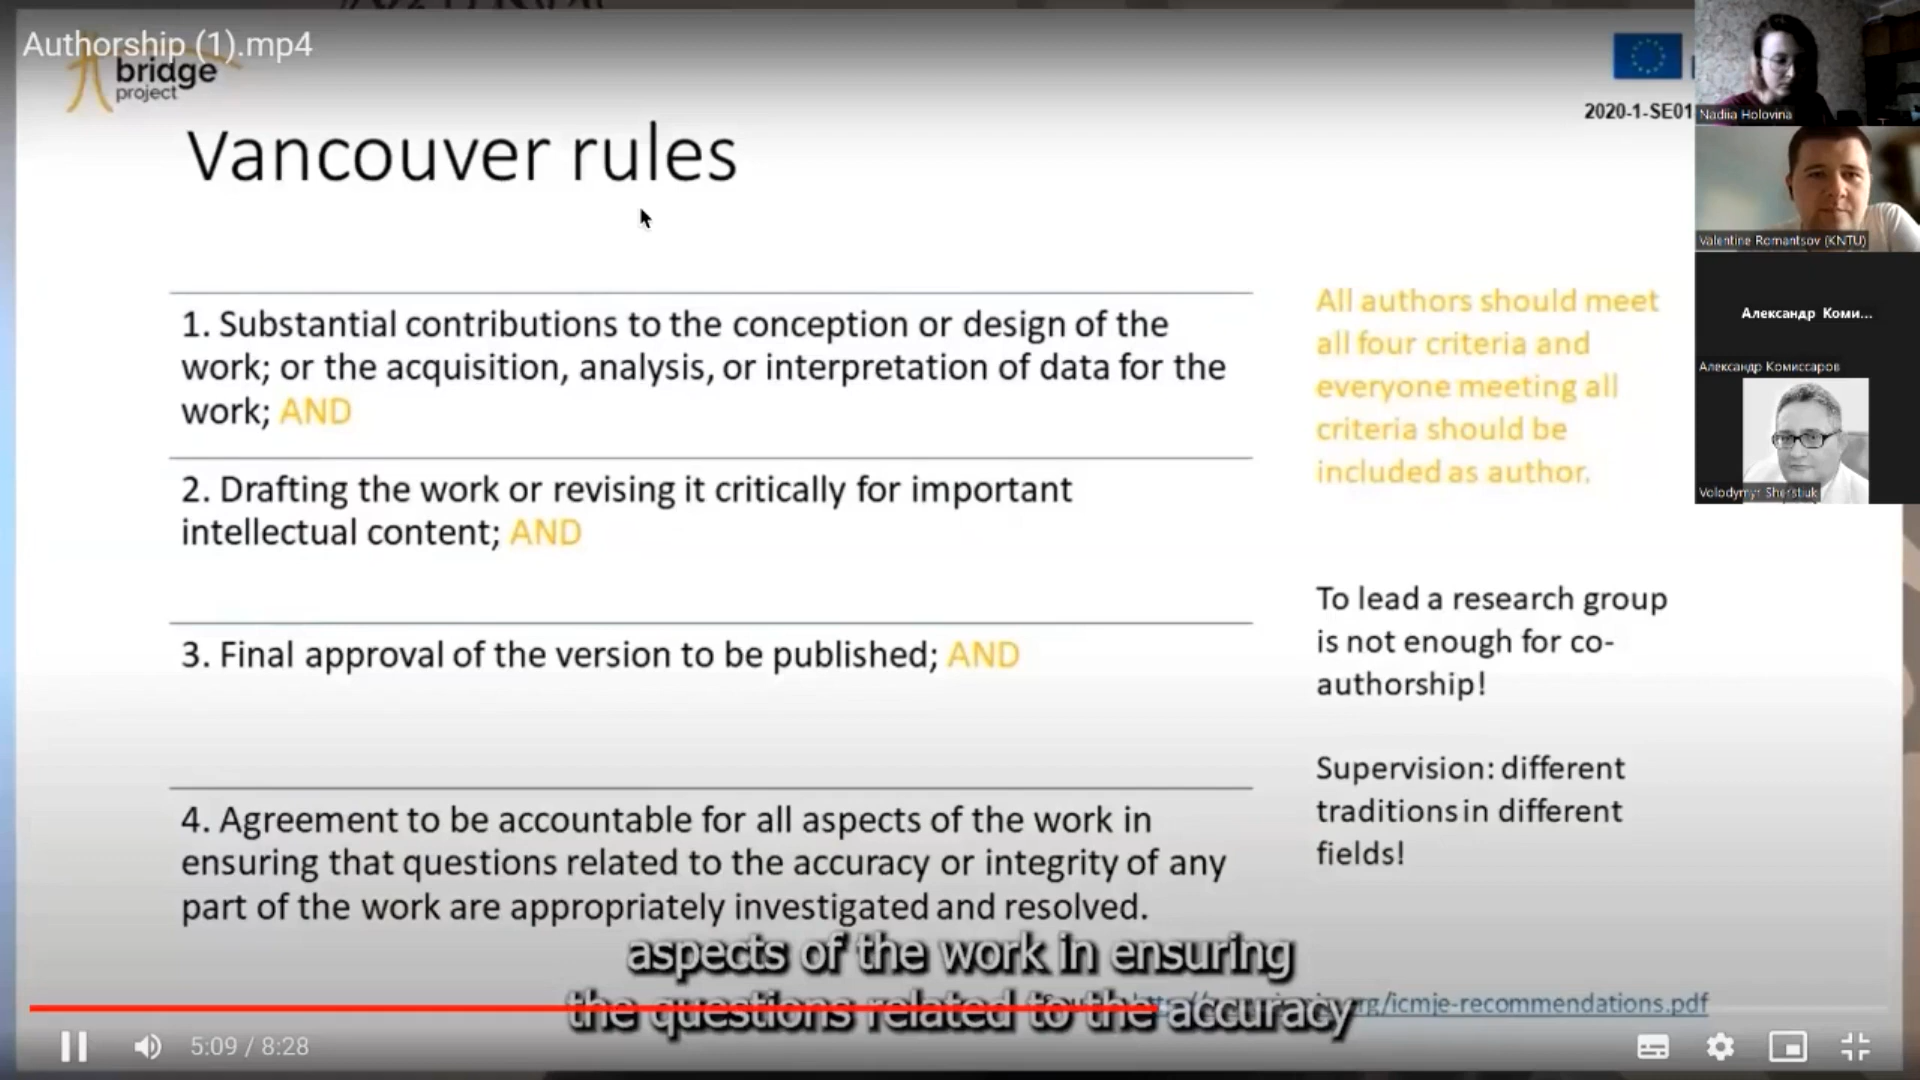 Authorship (1).mp4
bridge
project
2020-1-SE01
Vancouver rules
1. Substantial contributions to the conception or design of the
work; or the acquisition, analysis, or interpretation of data for the
work; AND
2. Drafting the work or revising it critically for important
intellectual content; AND
3. Final approval of the version to be published; AND
4. Agreement to be accountable for all aspects of the work in
ensuring that questions related to the accuracy or integrity of any
part of the work are appropriately investigated and resolved.
All authors should meet
all four criteria and
everyone meeting all
criteria should be
included as author.
To lead a research group
is not enough for co-
authorship!
Supervision: different
traditions in different
fields!
aspects of the work in ensuring
the questions related to the accuracy
rg/icmje-recommendations.pdf
5:09 / 8:28
Nadiia Holovina
Valentine Romantsov (KNTU)
Александр Коми...
Александр Комиссаров
Volodymyr Sherstiuk